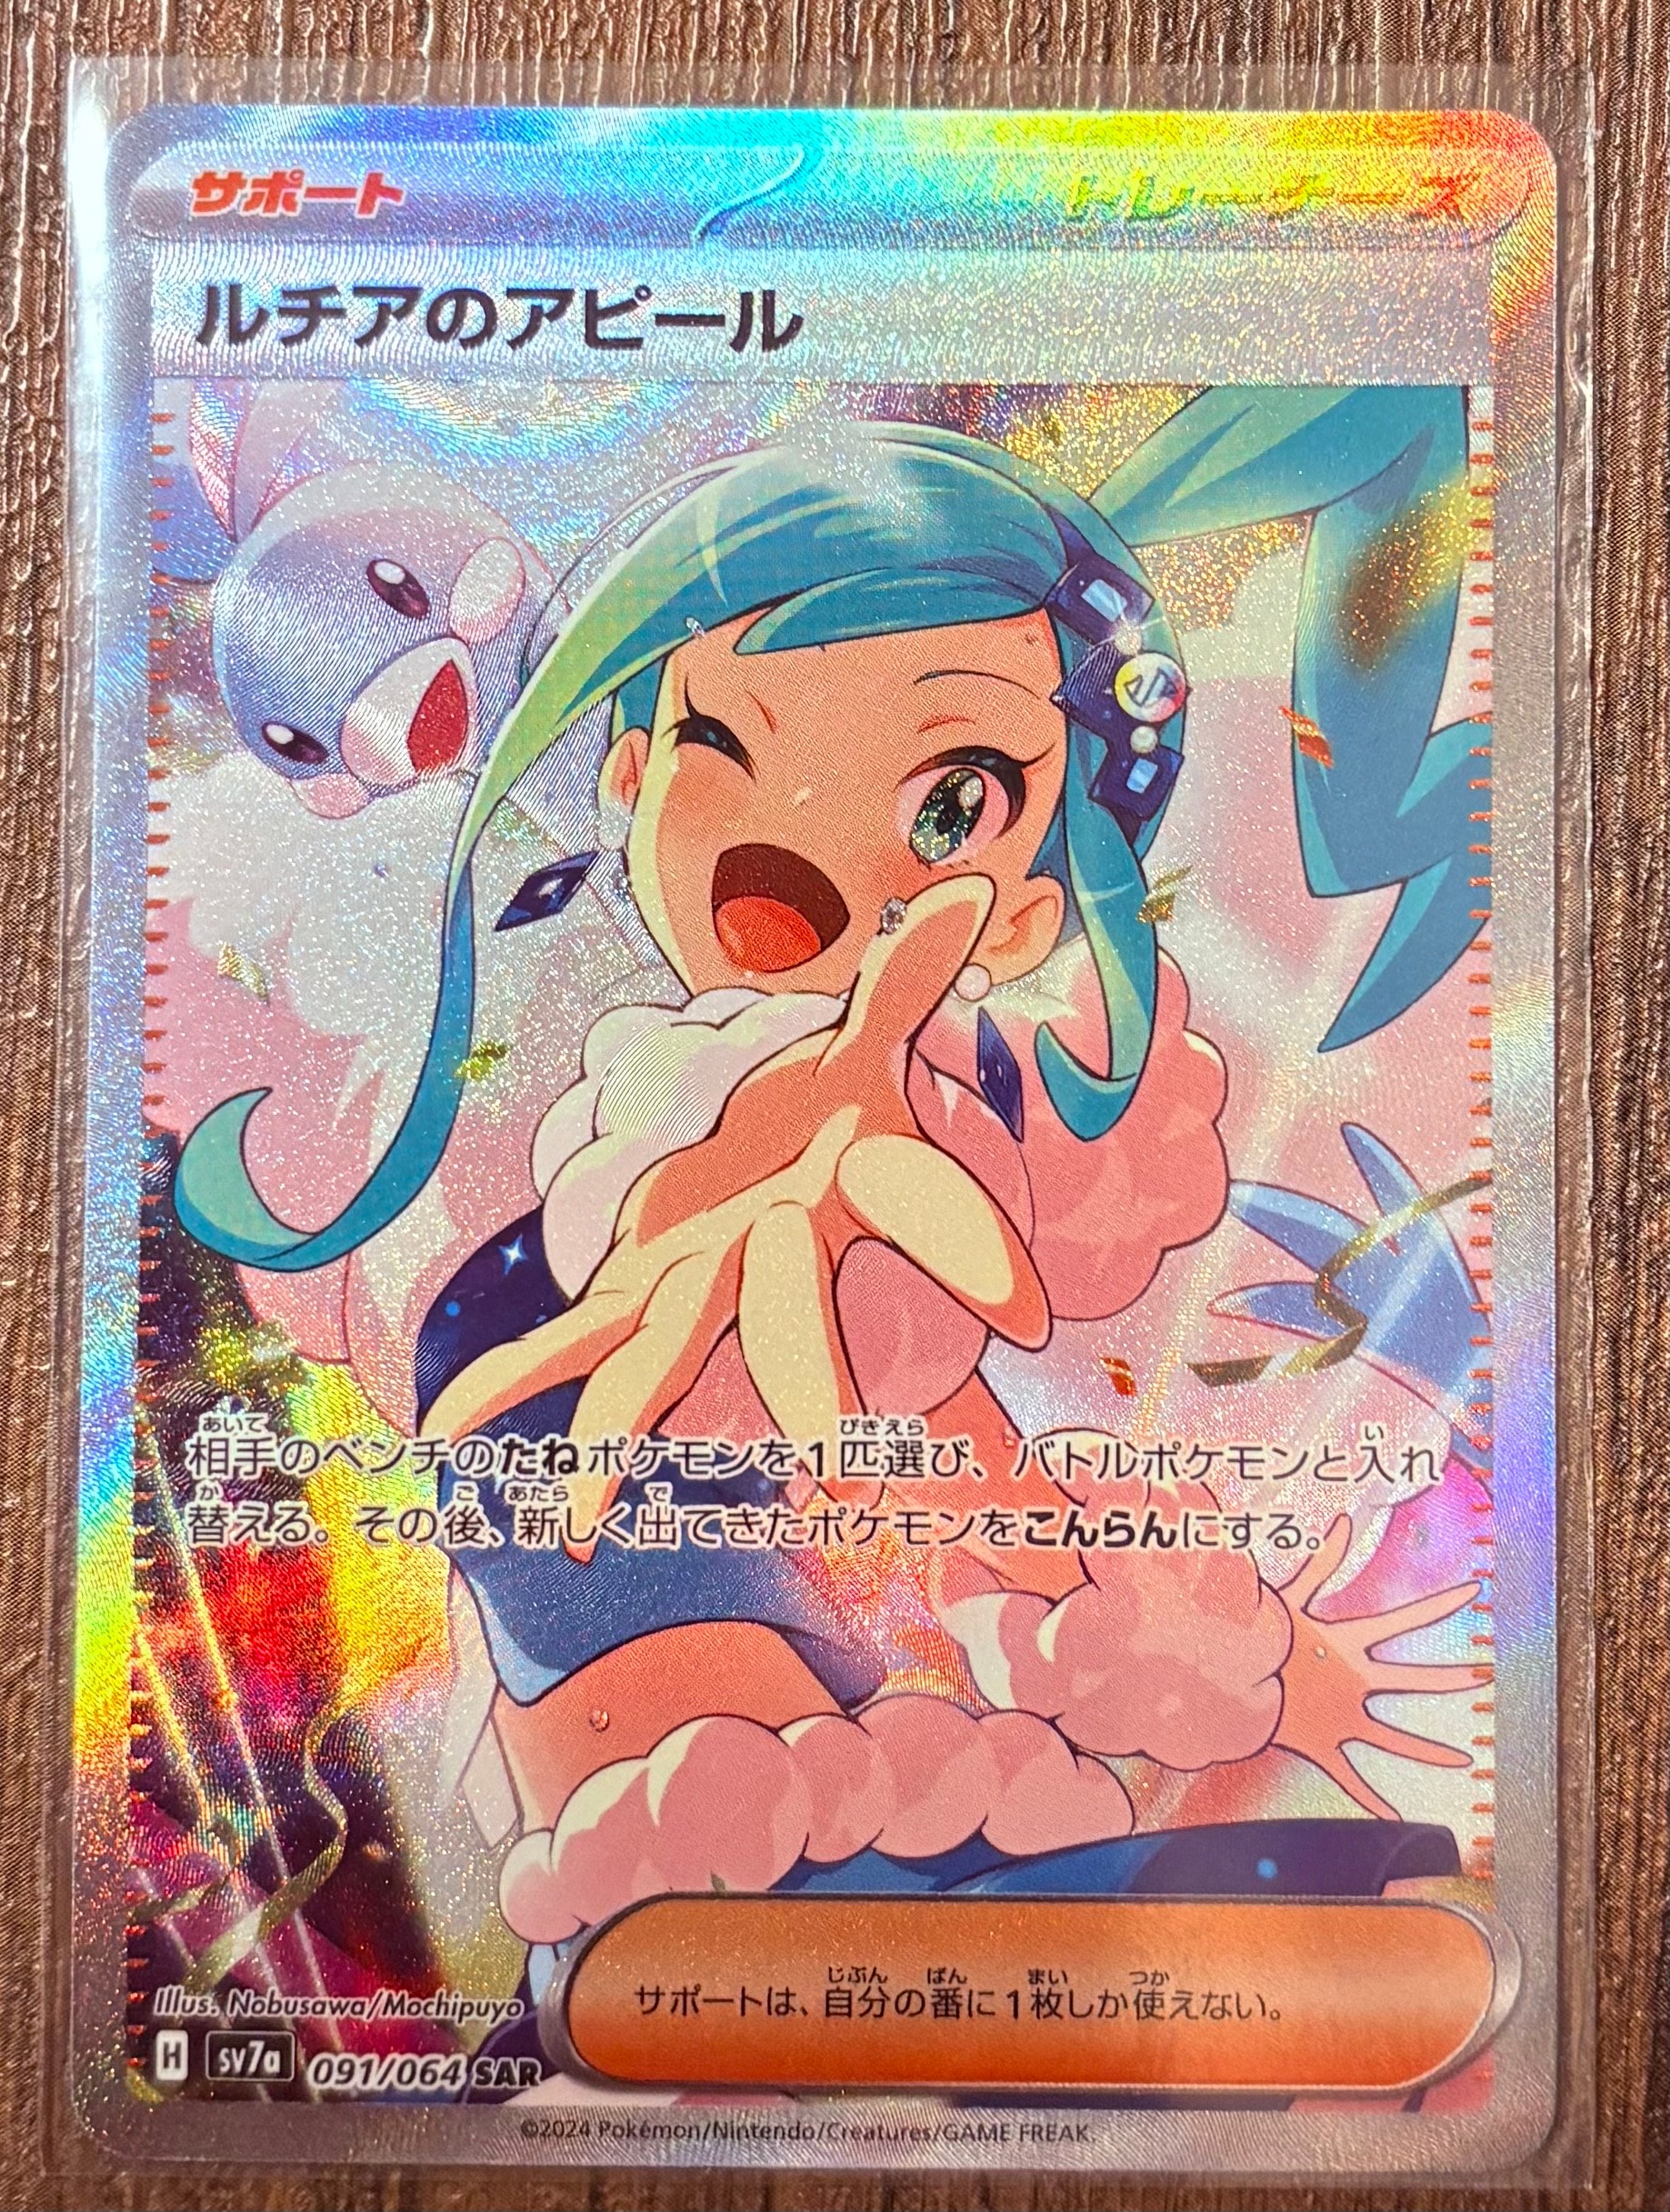 サポート
トレーナーズ
ルチアのアピール
相手のベンチのたねポケモンを1匹選び、バトルポケモンと入れ
替える。その後、新しく出てきたポケモンをこんらんにする。
サポートは、自分の番に1枚しか使えない。
Illus. Nobusawa/Mochipuyo
H sv7a 091/064 SAR
©2024 Pokémon/Nintendo/Creatures/GAME FREAK.